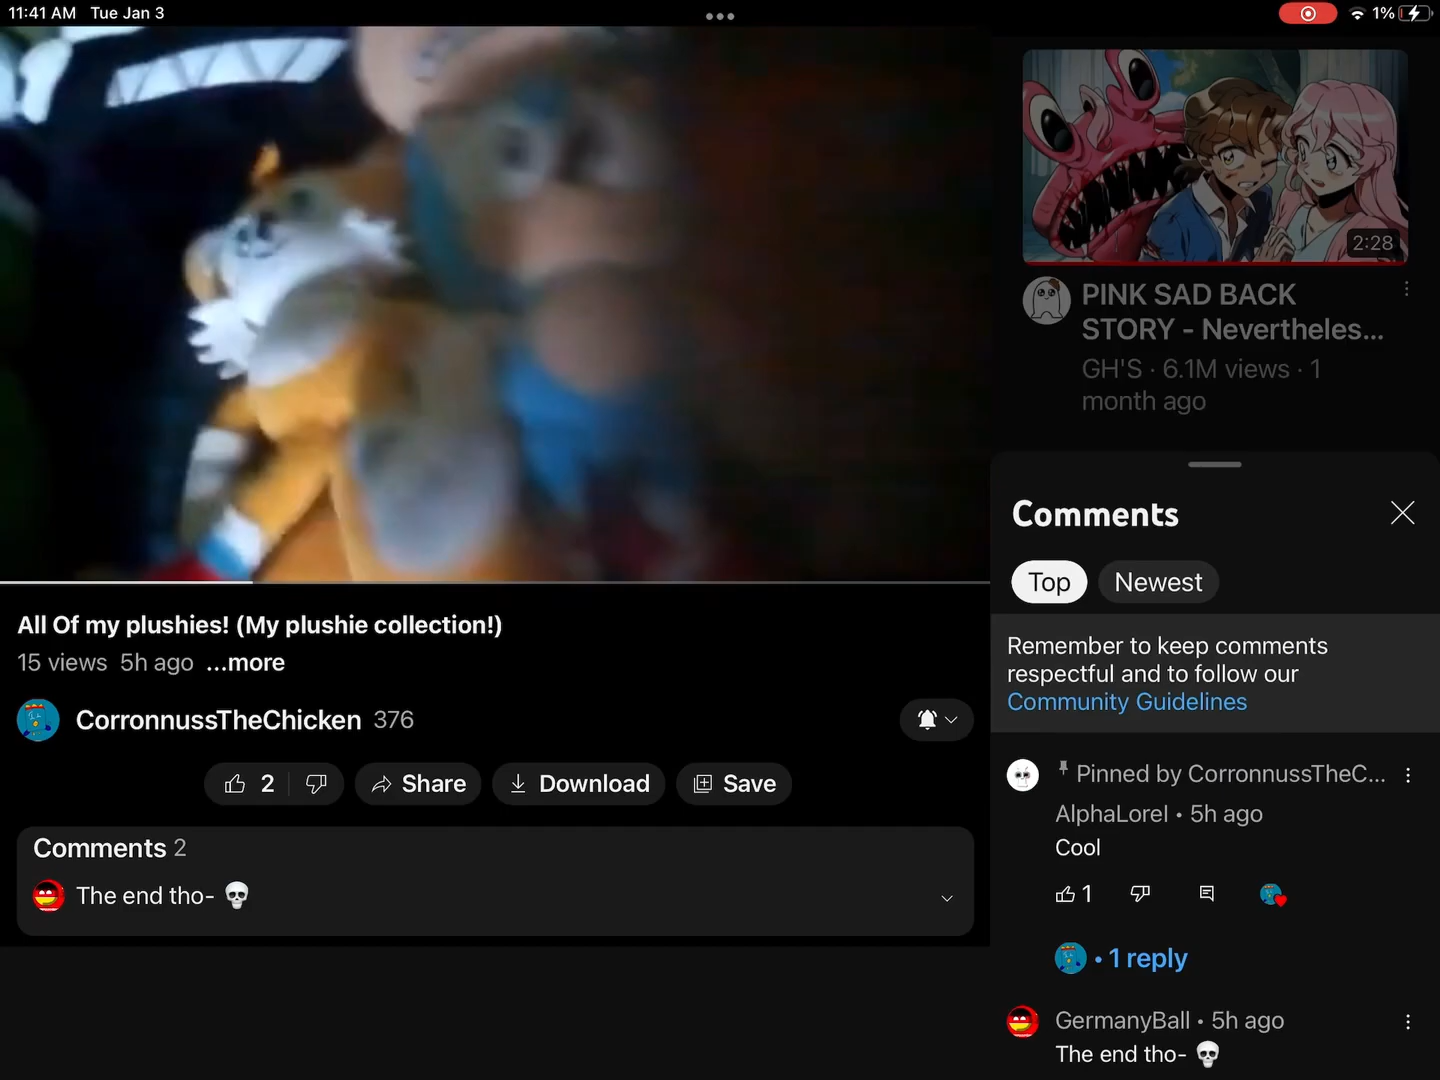 11:41 AM Tue Jan 3
1%
2:28
PINK SAD BACK
STORY - Nevertheles...
GH'S · 6.1M views · 1
month ago
All Of my plushies! (My plushie collection!)
15 views 5h ago ...more
CorronnussTheChicken 376
2
Share
Download
Save
Comments 2
The end tho- 💀
Comments
Top
Newest
Remember to keep comments
respectful and to follow our
Community Guidelines
Pinned by CorronnussTheC...
AlphaLorel • 5h ago
Cool
1
• 1 reply
GermanyBall • 5h ago
The end tho- 💀